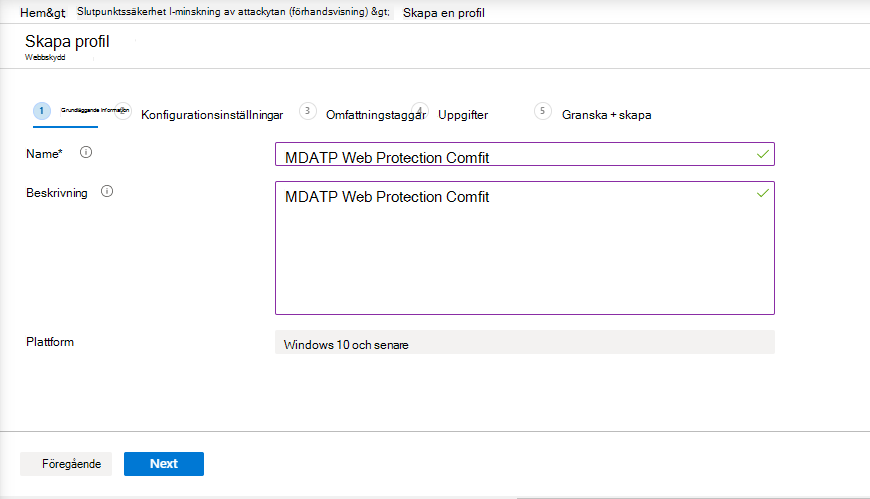 Hem&gt; Slutpunktssäkerhet I-minskning av attackytan (förhandsvisning) &gt; Skapa en profil
Skapa profil
Webbskydd
1 Grundläggande information 2 Konfigurationsinställningar 3 Omfattningstaggar 4 Uppgifter 5 Granska + skapa
Name* MDATP Web Protection Comfit
Beskrivning MDATP Web Protection Comfit
Plattform Windows 10 och senare
Föregående Next